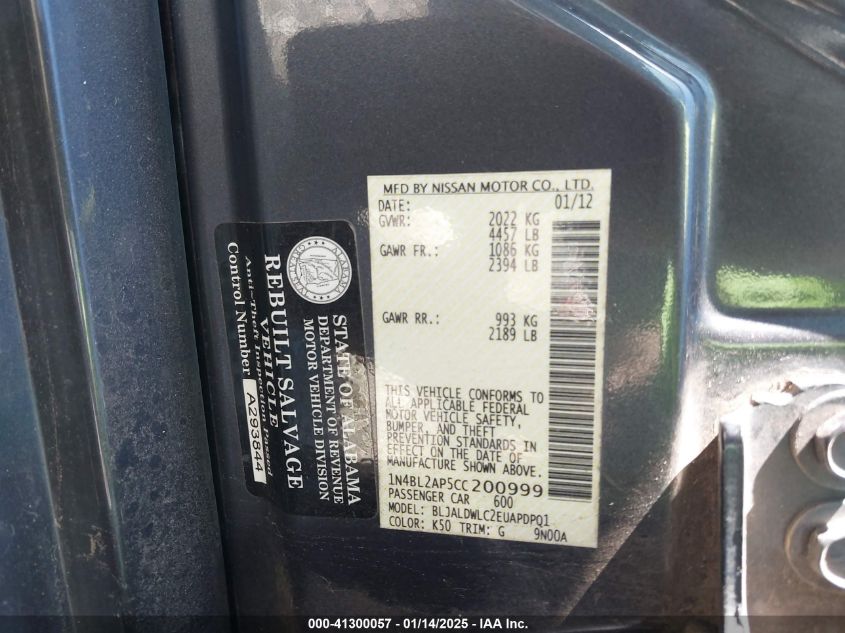 MFD BY NISSAN MOTOR CO., LTD.
DATE: 01/12
GVWR: 2022 KG
4457 LB
GAWR FR.: 1086 KG
2394 LB
GAWR RR.: 993 KG
2189 LB
THIS VEHICLE CONFORMS TO
ALL APPLICABLE FEDERAL
MOTOR VEHICLE SAFETY,
BUMPER, AND THEFT
PREVENTION STANDARDS IN
EFFECT ON THE DATE OF
MANUFACTURE SHOWN ABOVE.
1N4BL2AP5CC200999
PASSENGER CAR 600
MODEL: BLJALDWLC2EUAPDPQ1
COLOR: K50 TRIM: G 9N00A
STATE OF ALABAMA
DEPARTMENT OF REVENUE
MOTOR VEHICLE DIVISION
REBUILT SALVAGE
VEHICLE
Anti-Theft Inspection Passed
Control Number A293844
000-41300057 - 01/14/2025 - IAA Inc.